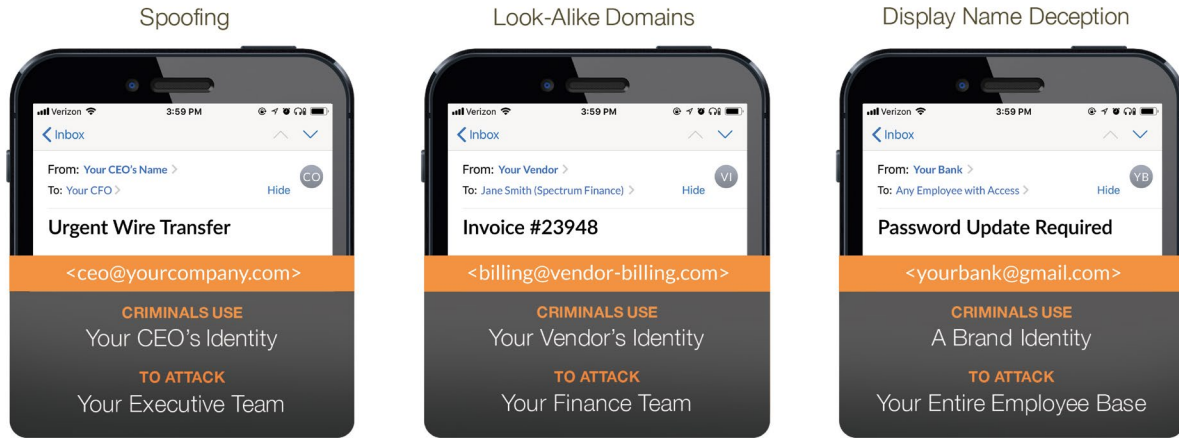 Spoofing
Verizon 3:59 PM
Inbox
From: Your CEO's Name >
CO
To: Your CFO >
Hide
Urgent Wire Transfer
<ceo@yourcompany.com>
CRIMINALS USE
Your CEO's Identity
TO ATTACK
Your Executive Team
Look-Alike Domains
Verizon 3:59 PM
Inbox
From: Your Vendor >
VI
To: Jane Smith (Spectrum Finance) >
Hide
Invoice #23948
<billing@vendor-billing.com>
CRIMINALS USE
Your Vendor's Identity
TO ATTACK
Your Finance Team
Display Name Deception
Verizon 3:59 PM
Inbox
From: Your Bank >
YB
To: Any Employee with Access >
Hide
Password Update Required
<yourbank@gmail.com>
CRIMINALS USE
A Brand Identity
TO ATTACK
Your Entire Employee Base